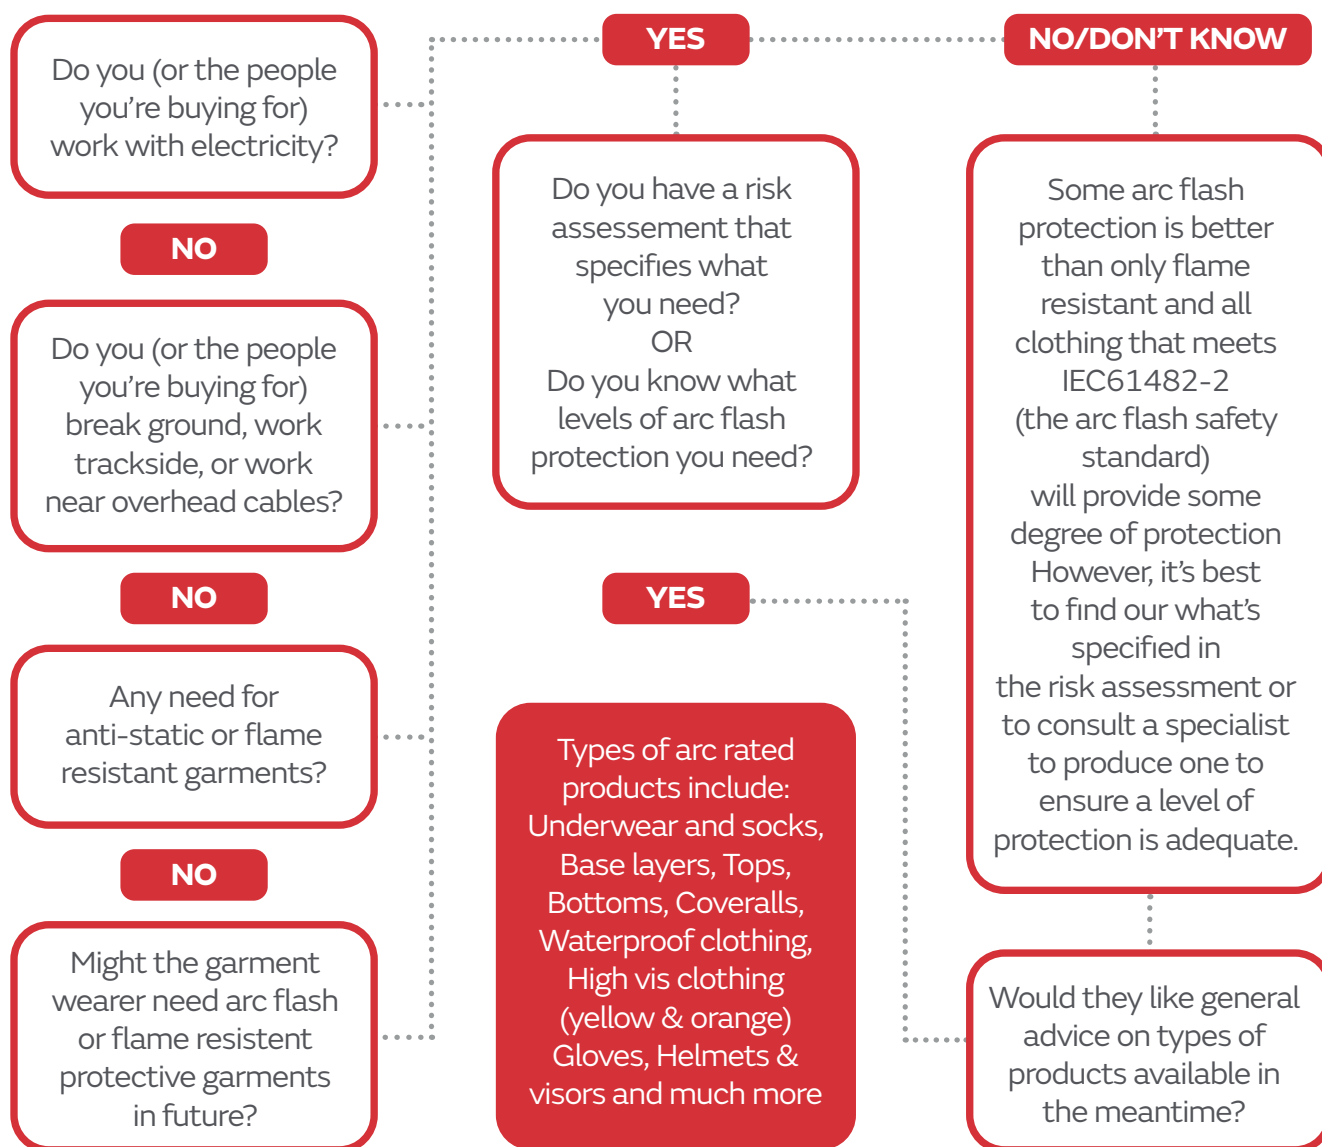 Do you (or the people
you're buying for)
work with electricity?
NO
Do you (or the people
you're buying for)
break ground, work
trackside, or work
near overhead cables?
NO
Any need for
anti-static or flame
resistant garments?
NO
Might the garment
wearer need arc flash
or flame resistent
protective garments
in future?
YES
Do you have a risk
assessement that
specifies what
you need?
OR
Do you know what
levels of arc flash
protection you need?
YES
Types of arc rated
products include:
Underwear and socks,
Base layers, Tops,
Bottoms, Coveralls,
Waterproof clothing,
High vis clothing
(yellow & orange)
Gloves, Helmets &
visors and much more
NO/DON'T KNOW
Some arc flash
protection is better
than only flame
resistant and all
clothing that meets
IEC61482-2
(the arc flash safety
standard)
will provide some
degree of protection
However, it's best
to find our what's
specified in
the risk assessment or
to consult a specialist
to produce one to
ensure a level of
protection is adequate.
Would they like general
advice on types of
products available in
the meantime?